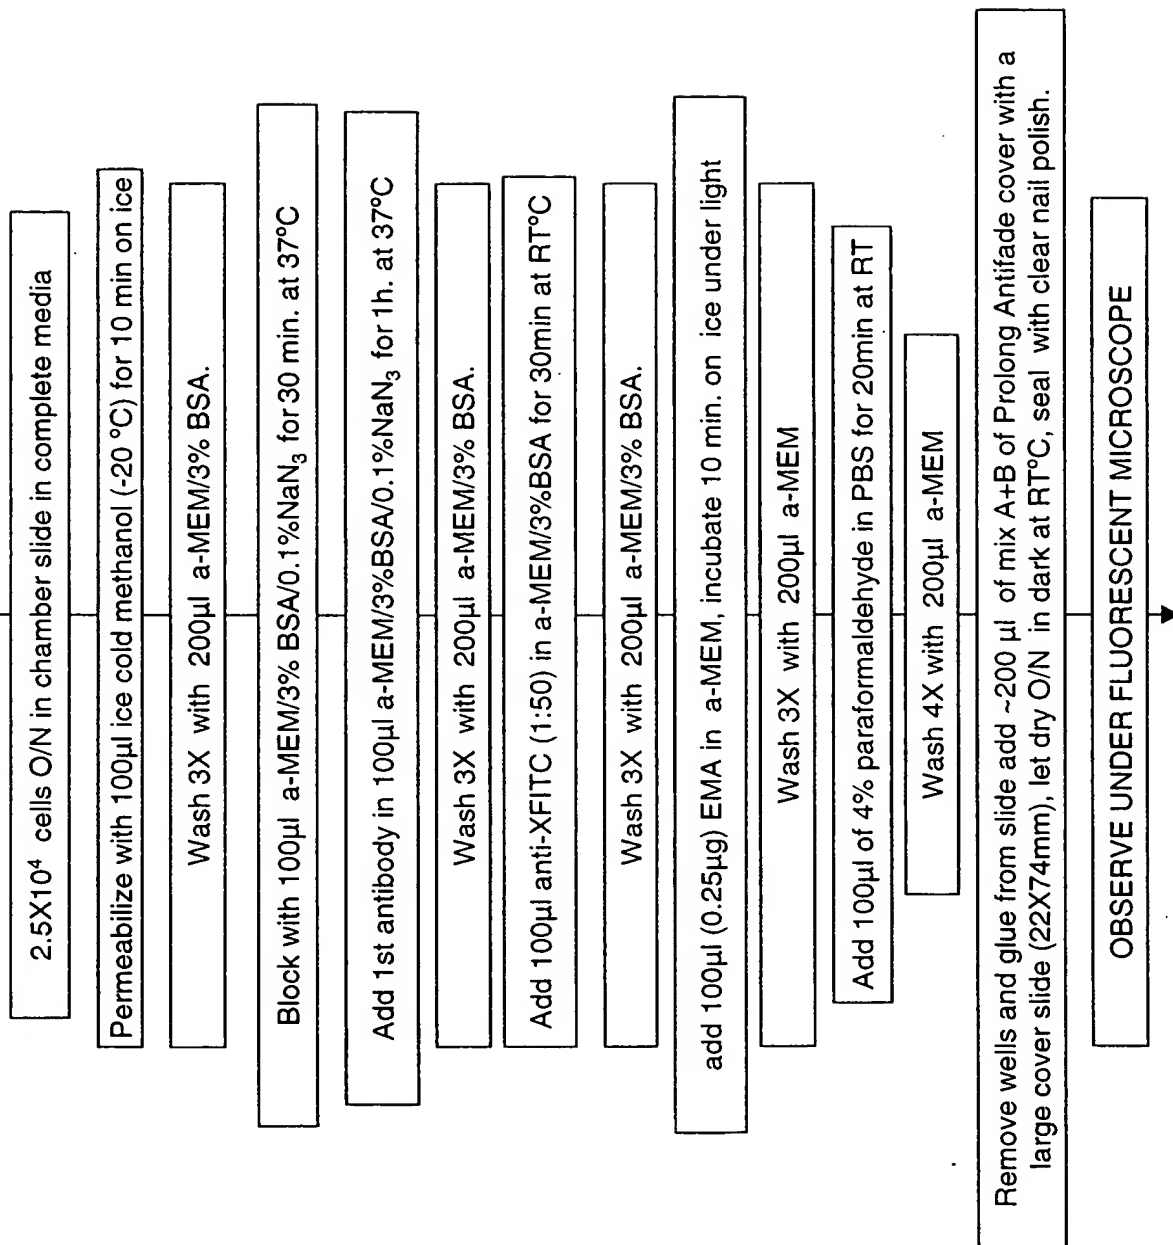 2.5X10⁴ cells O/N in chamber slide in complete media
Permeabilize with 100µl ice cold methanol (-20 °C) for 10 min on ice
Wash 3X with 200µl a-MEM/3% BSA.
Block with 100µl a-MEM/3% BSA/0.1%NaN₃ for 30 min. at 37°C
Add 1st antibody in 100µl a-MEM/3%BSA/0.1%NaN₃ for 1h. at 37°C
Wash 3X with 200µl a-MEM/3% BSA.
Add 100µl anti-XFITC (1:50) in a-MEM/3%BSA for 30min at RT°C
Wash 3X with 200µl a-MEM/3% BSA.
add 100µl (0.25µg) EMA in a-MEM, incubate 10 min. on ice under light
Wash 3X with 200µl a-MEM
Add 100µl of 4% paraformaldehyde in PBS for 20min at RT
Wash 4X with 200µl a-MEM
Remove wells and glue from slide add ~200 µl of mix A+B of Prolong Antifade cover with a
large cover slide (22X74mm), let dry O/N in dark at RT°C, seal with clear nail polish.
OBSERVE UNDER FLUORESCENT MICROSCOPE